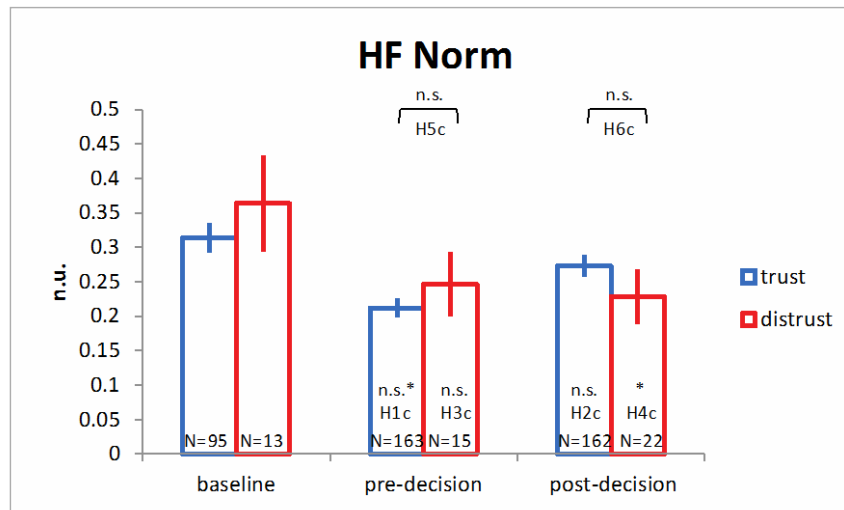 HF Norm
n.s. n.s.
H5c H6c
0.5
0.45
0.4
0.35
0.3
0.25
0.2
0.15
0.1
0.05
0
n.u.
trust
distrust
n.s.* n.s. n.s. *
H1c H3c H2c H4c
N=95 N=13 N=163 N=15 N=162 N=22
baseline pre-decision post-decision